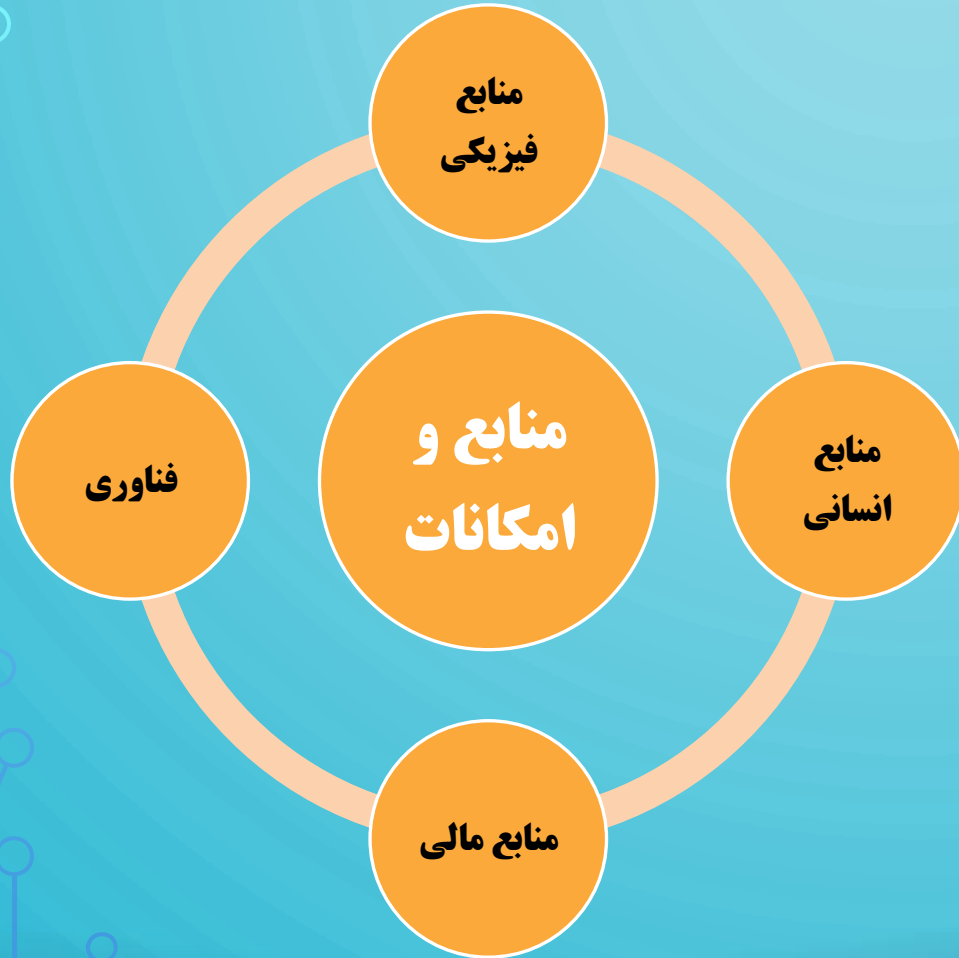 منابع
فیزیکی
منابع و
امکانات
منابع
انسانی
فناوری
منابع مالی